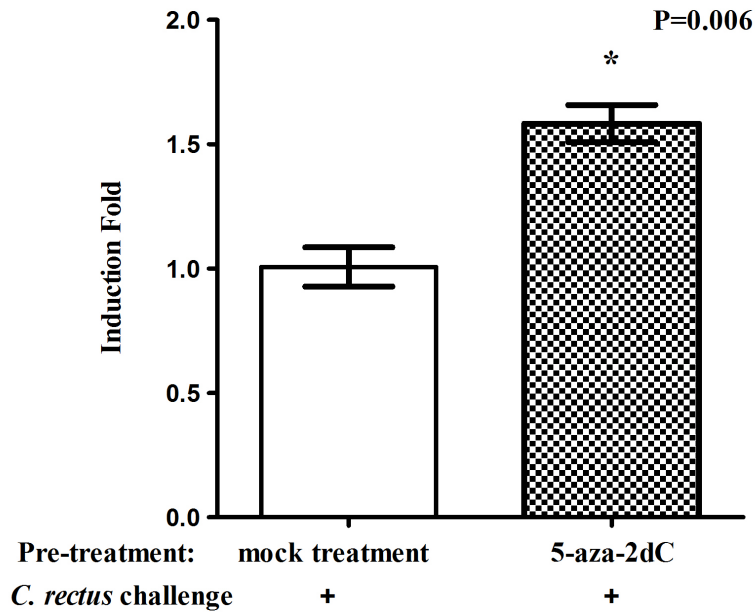 P=0.006
2.0
*
1.5
1.0
0.5
0.0
Induction Fold
Pre-treatment: mock treatment 5-aza-2dC
C. rectus challenge + +